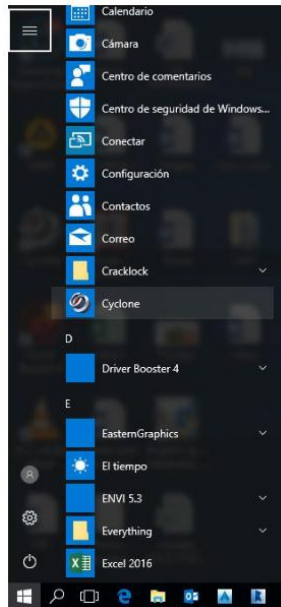 Calendario
Cámara
Centro de comentarios
Centro de seguridad de Windows...
Conectar
Configuración
Contactos
Correo
Cracklock
Cyclone
D
Driver Booster 4
E
EasternGraphics
El tiempo
ENVI 5.3
Everything
Excel 2016